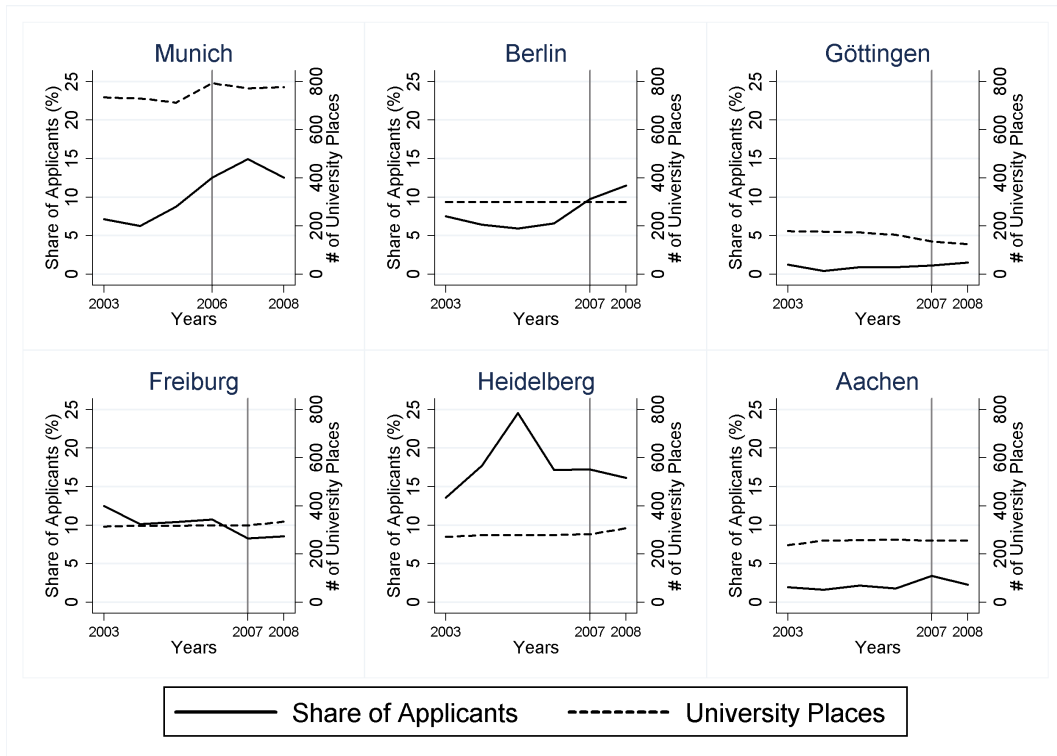 Munich
Share of Applicants (%)
0 5 10 15 20 25
# of University Places
0 200 400 600 800
2003 2006 2008
Years
Berlin
Share of Applicants (%)
0 5 10 15 20 25
# of University Places
0 200 400 600 800
2003 2007 2008
Years
Göttingen
Share of Applicants (%)
0 5 10 15 20 25
# of University Places
0 200 400 600 800
2003 2007 2008
Years
Freiburg
Share of Applicants (%)
0 5 10 15 20 25
# of University Places
0 200 400 600 800
2003 2007 2008
Years
Heidelberg
Share of Applicants (%)
0 5 10 15 20 25
# of University Places
0 200 400 600 800
2003 2007 2008
Years
Aachen
Share of Applicants (%)
0 5 10 15 20 25
# of University Places
0 200 400 600 800
2003 2007 2008
Years
Share of Applicants University Places